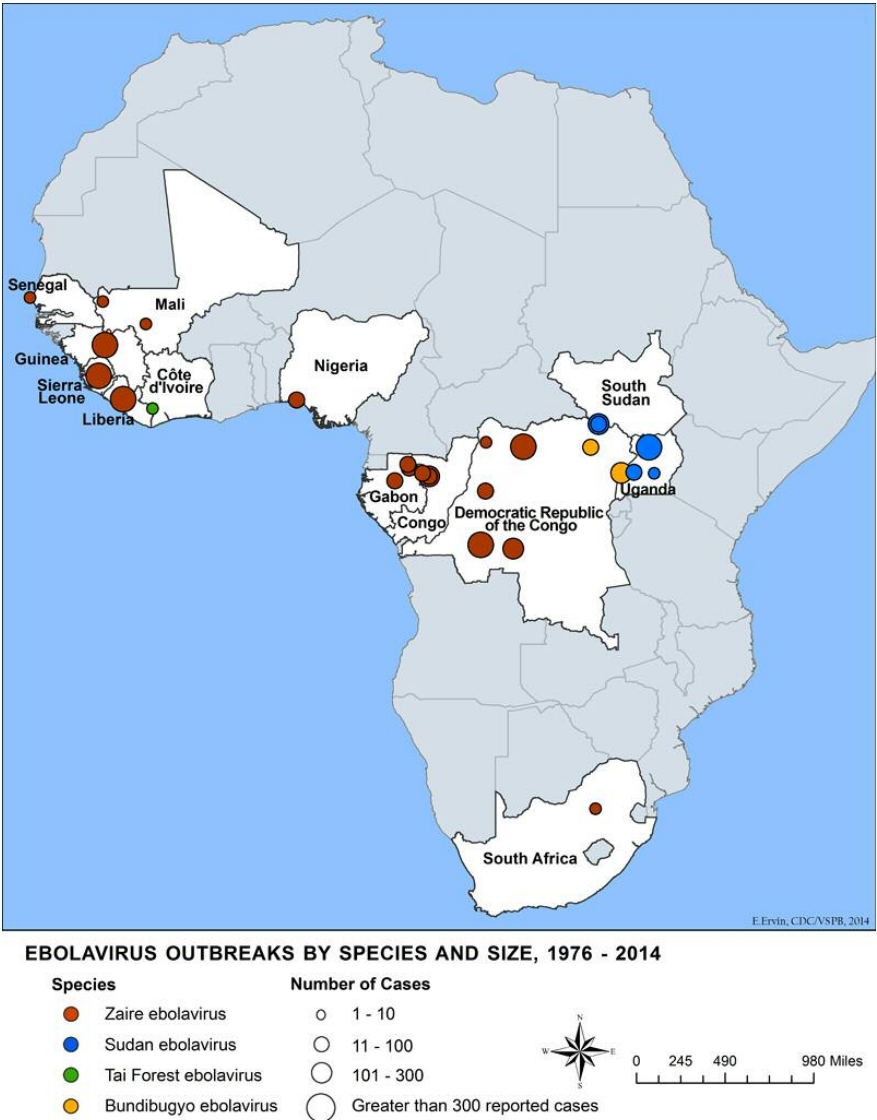 Senegal
Mali
Guinea
Sierra
Leone
Côte
d'Ivoire
Liberia
Nigeria
South
Sudan
Uganda
Gabon
Congo
Democratic Republic
of the Congo
South Africa
E.Ervin, CDC/VSPB, 2014
EBOLAVIRUS OUTBREAKS BY SPECIES AND SIZE, 1976 - 2014
Species
Zaire ebolavirus
Sudan ebolavirus
Tai Forest ebolavirus
Bundibugyo ebolavirus
Number of Cases
1 - 10
11 - 100
101 - 300
Greater than 300 reported cases
N
W E
S
0 245 490 980 Miles